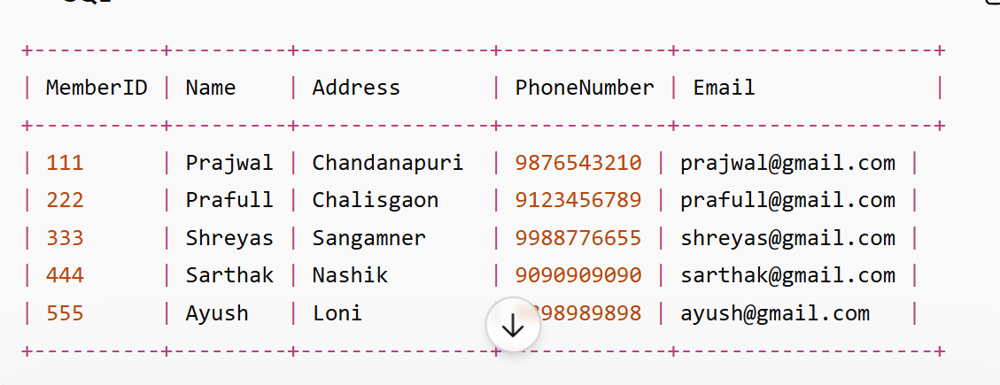 +----------+---------+---------------+-------------+--------------------+
| MemberID | Name    | Address       | PhoneNumber | Email              |
+----------+---------+---------------+-------------+--------------------+
| 111      | Prajwal | Chandanapuri  | 9876543210 | prajwal@gmail.com |
| 222      | Prafull | Chalisgaon    | 9123456789 | prafull@gmail.com |
| 333      | Shreyas | Sangamner     | 9988776655 | shreyas@gmail.com |
| 444      | Sarthak | Nashik        | 9090909090 | sarthak@gmail.com |
| 555      | Ayush   | Loni          | ayush@gmail.com   |
+----------+---------+---------------+-------------+--------------------+